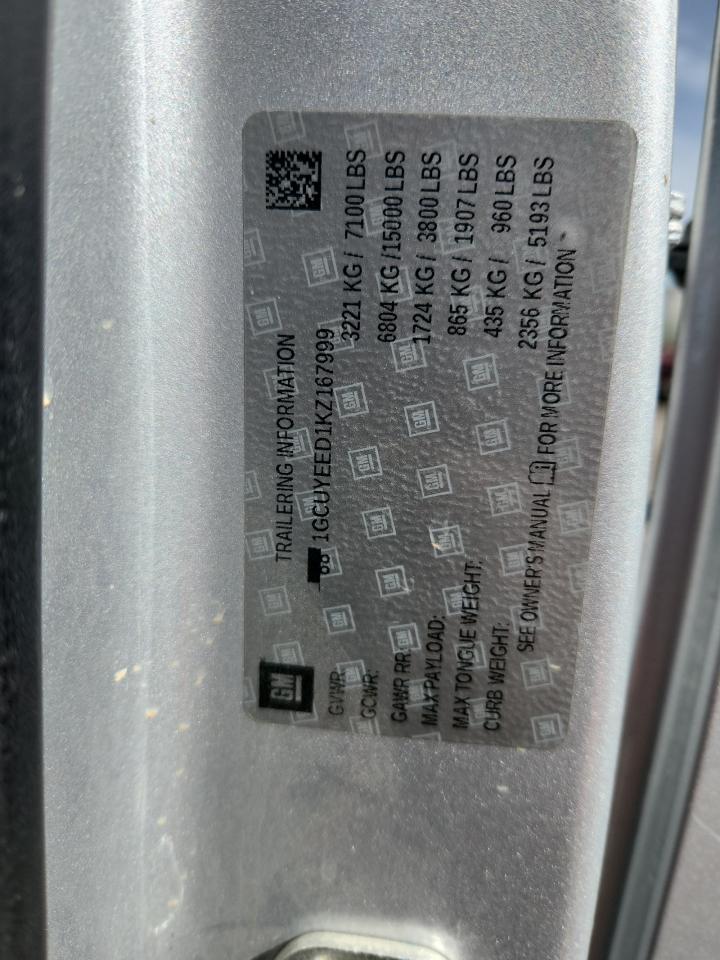 GM
TRAILERING INFORMATION
1GCUYEED1KZ167999
GVWR: 3221 KG / 7100 LBS
GCWR: 6804 KG /15000 LBS
GAWR RR: 1724 KG / 3800 LBS
MAX PAYLOAD: 865 KG / 1907 LBS
MAX TONGUE WEIGHT: 435 KG / 960 LBS
CURB WEIGHT: 2356 KG / 5193 LBS
SEE OWNER'S MANUAL FOR MORE INFORMATION